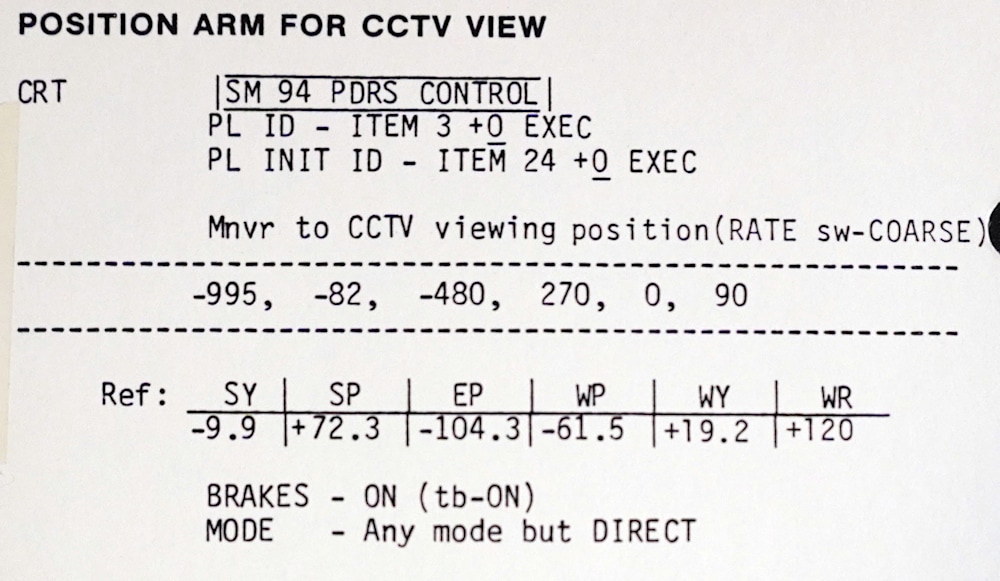 POSITION ARM FOR CCTV VIEW
CRT |SM 94 PDRS CONTROL|
PL ID - ITEM 3 +0 EXEC
PL INIT ID - ITEM 24 +0 EXEC
Mnvr to CCTV viewing position(RATE sw-COARSE)
-995, -82, -480, 270, 0, 90
Ref: SY | SP | EP | WP | WY | WR
-9.9 |+72.3 |-104.3|-61.5 |+19.2 |+120
BRAKES - ON (tb-ON)
MODE - Any mode but DIRECT